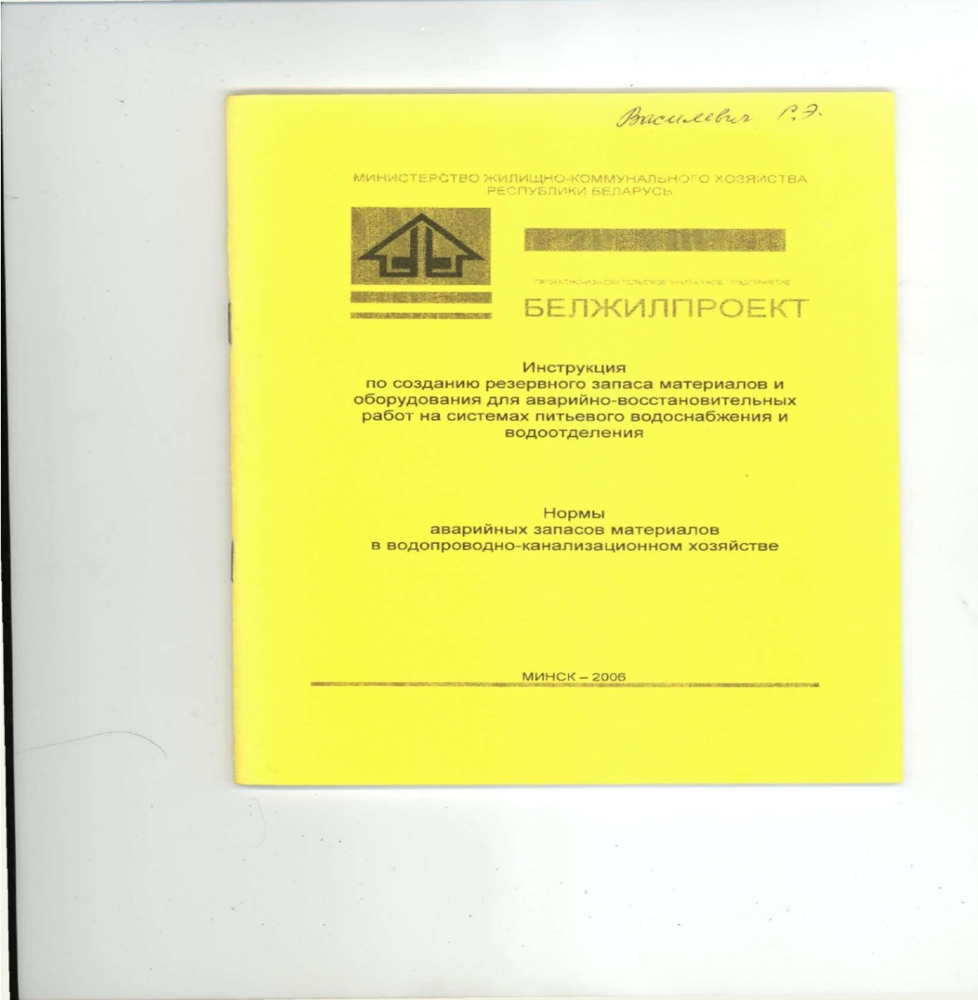 Василевич Г.Э.
МИНИСТЕРСТВО ЖИЛИЩНО-КОММУНАЛЬНОГО ХОЗЯЙСТВА
РЕСПУБЛИКИ БЕЛАРУСЬ
ПРОЕКТНО-ИЗЫСКАТЕЛЬСКОЕ УНИТАРНОЕ ПРЕДПРИЯТИЕ
БЕЛЖИЛПРОЕКТ
Инструкция
по созданию резервного запаса материалов и
оборудования для аварийно-восстановительных
работ на системах питьевого водоснабжения и
водоотделения
Нормы
аварийных запасов материалов
в водопроводно-канализационном хозяйстве
МИНСК – 2006